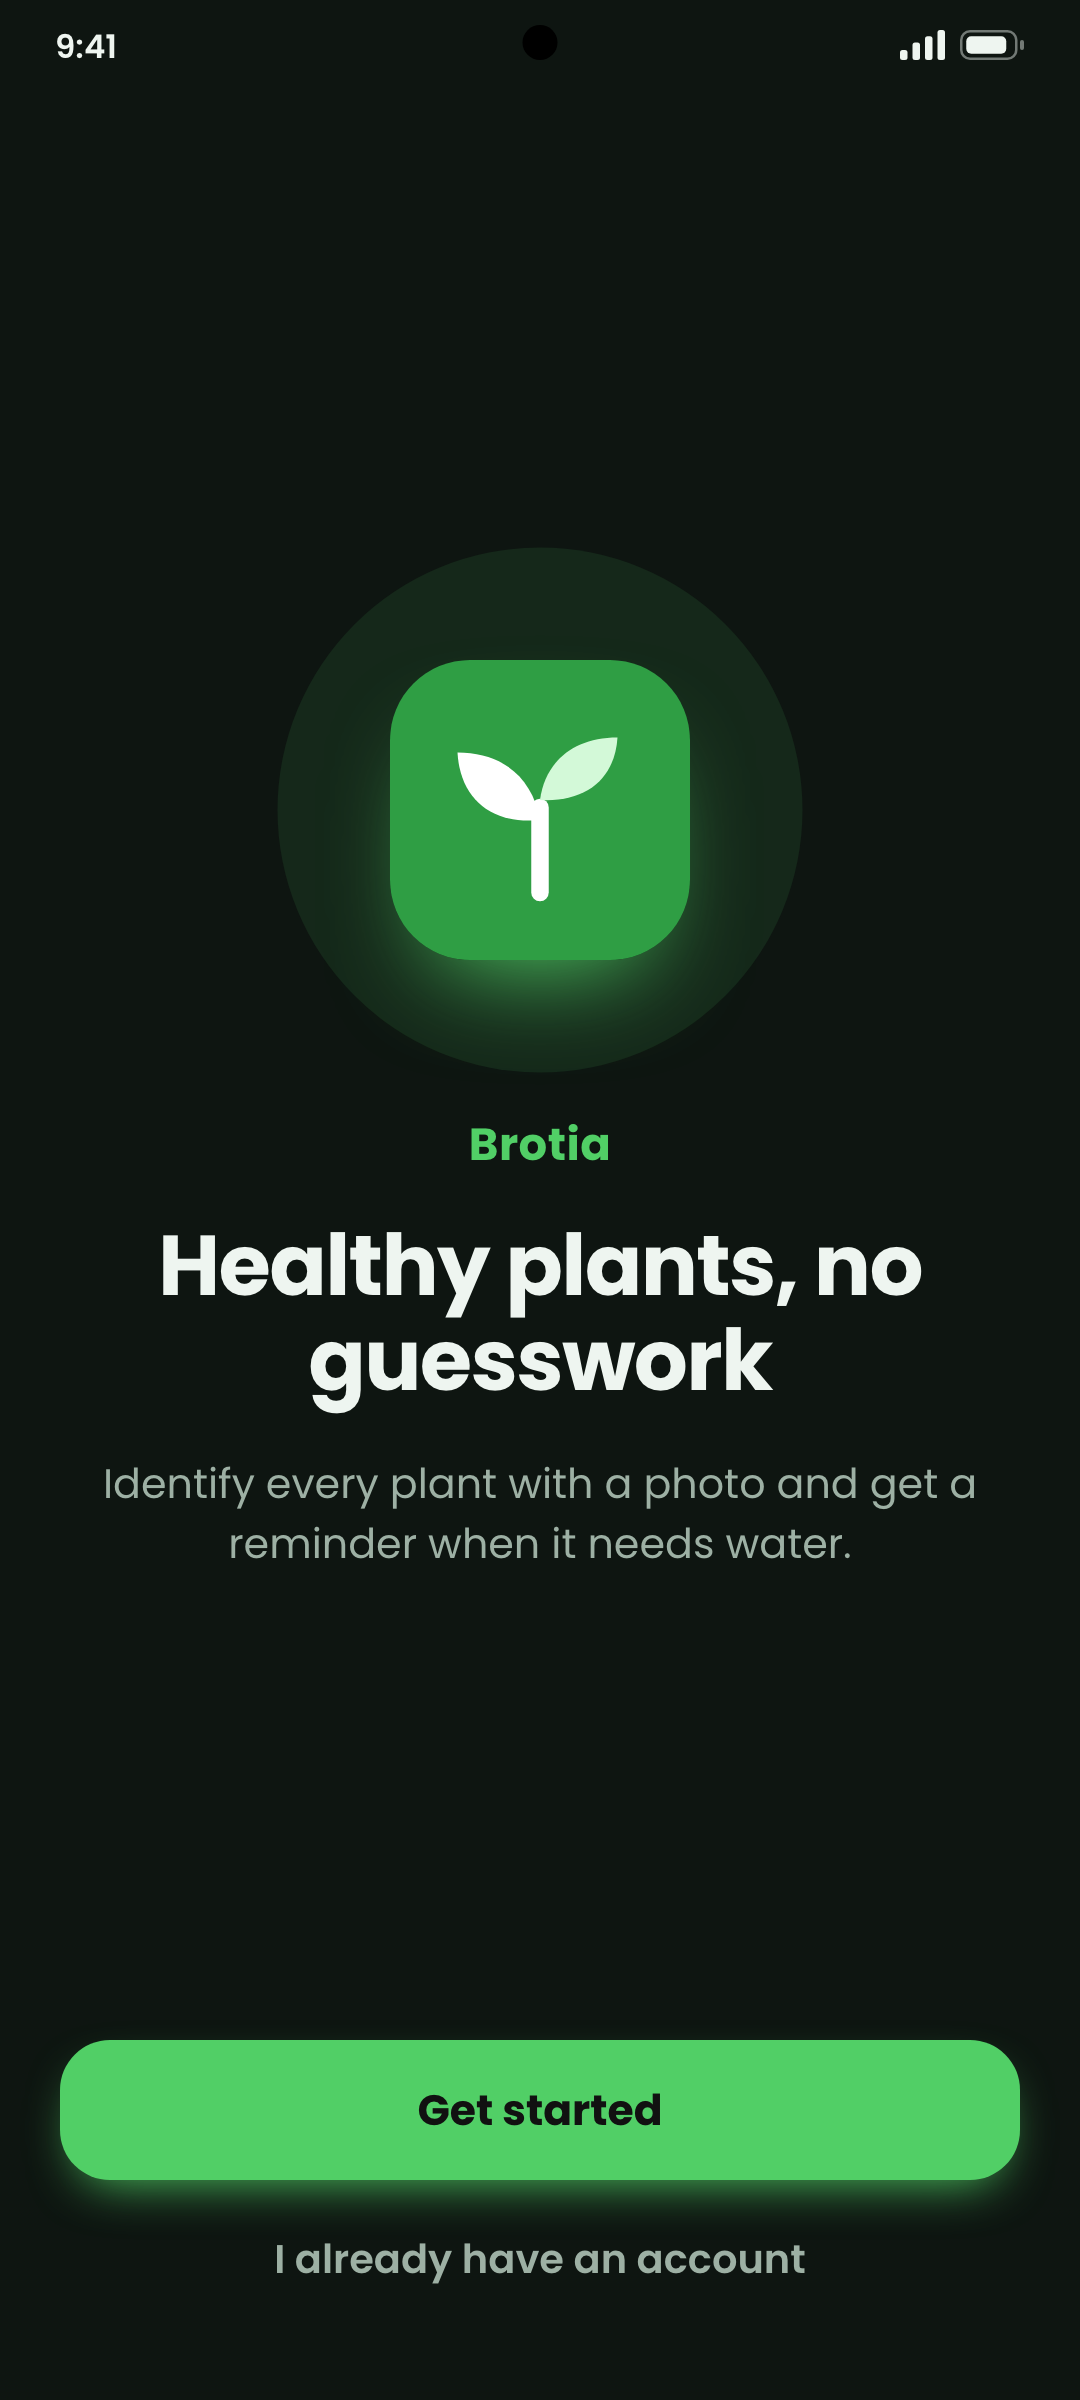 9:41
Brotia
Healthy plants, no
guesswork
Identify every plant with a photo and get a
reminder when it needs water.
Get started
I already have an account